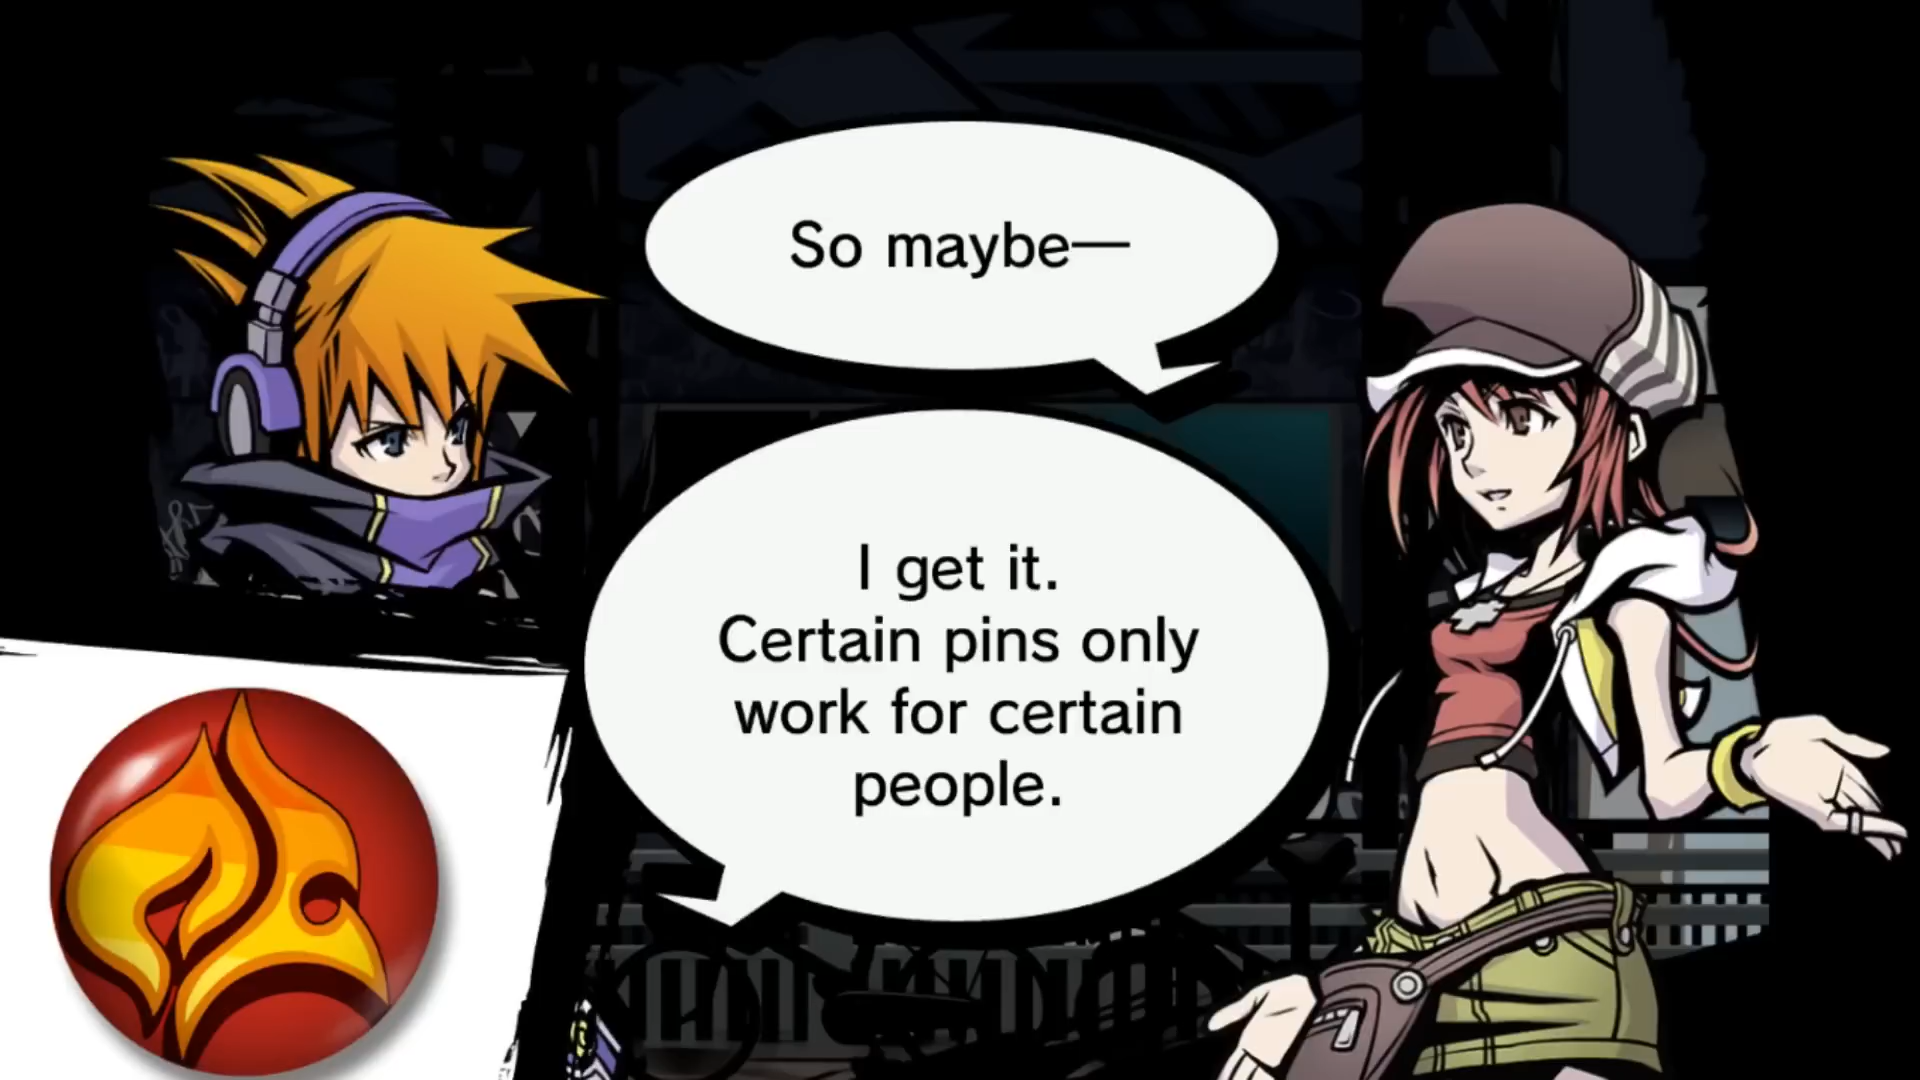 So maybe—
I get it.
Certain pins only
work for certain
people.